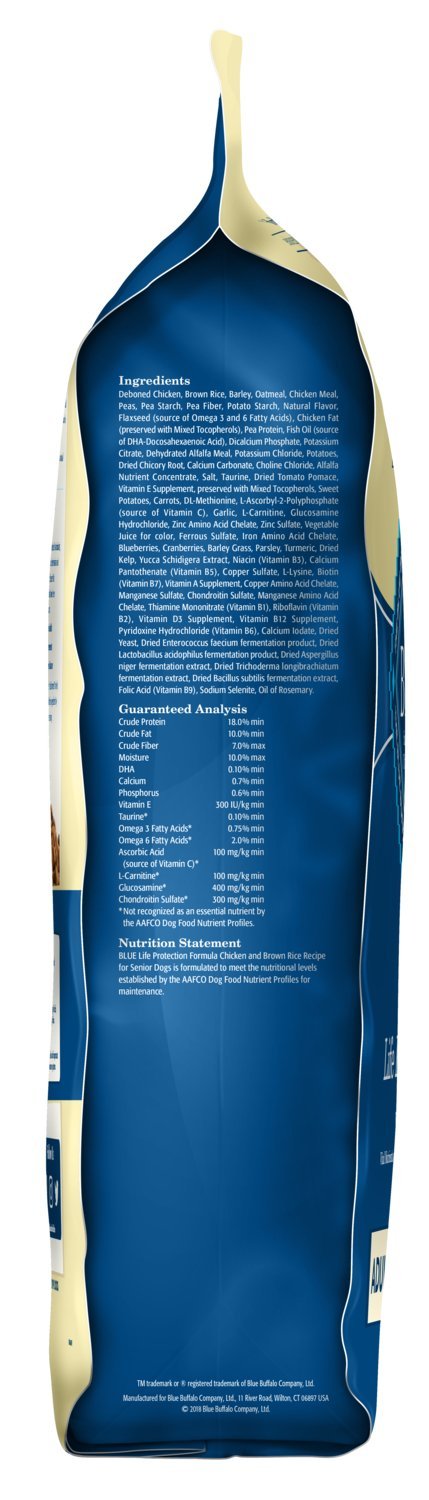 Ingredients
Deboned Chicken, Brown Rice, Barley, Oatmeal, Chicken Meal,
Peas, Pea Starch, Pea Fiber, Potato Starch, Natural Flavor,
Flaxseed (source of Omega 3 and 6 Fatty Acids), Chicken Fat
(preserved with Mixed Tocopherols), Pea Protein, Fish Oil (source
of DHA-Docosahexaenoic Acid), Dicalcium Phosphate, Potassium
Citrate, Dehydrated Alfalfa Meal, Potassium Chloride, Potatoes,
Dried Chicory Root, Calcium Carbonate, Choline Chloride, Alfalfa
Nutrient Concentrate, Salt, Taurine, Dried Tomato Pomace,
Vitamin E Supplement, preserved with Mixed Tocopherols, Sweet
Potatoes, Carrots, DL-Methionine, L-Ascorbyl-2-Polyphosphate
(source of Vitamin C), Garlic, L-Carnitine, Glucosamine
Hydrochloride, Zinc Amino Acid Chelate, Zinc Sulfate, Vegetable
Juice for color, Ferrous Sulfate, Iron Amino Acid Chelate,
Blueberries, Cranberries, Barley Grass, Parsley, Turmeric, Dried
Kelp, Yucca Schidigera Extract, Niacin (Vitamin B3), Calcium
Pantothenate (Vitamin B5), Copper Sulfate, L-Lysine, Biotin
(Vitamin B7), Vitamin A Supplement, Copper Amino Acid Chelate,
Manganese Sulfate, Chondroitin Sulfate, Manganese Amino Acid
Chelate, Thiamine Mononitrate (Vitamin B1), Riboflavin (Vitamin
B2), Vitamin D3 Supplement, Vitamin B12 Supplement,
Pyridoxine Hydrochloride (Vitamin B6), Calcium Iodate, Dried
Yeast, Dried Enterococcus faecium fermentation product, Dried
Lactobacillus acidophilus fermentation product, Dried Aspergillus
niger fermentation extract, Dried Trichoderma longibrachiatum
fermentation extract, Dried Bacillus subtilis fermentation extract,
Folic Acid (Vitamin B9), Sodium Selenite, Oil of Rosemary.
Guaranteed Analysis
Crude Protein 18.0% min
Crude Fat 10.0% min
Crude Fiber 7.0% max
Moisture 10.0% max
DHA 0.10% min
Calcium 0.7% min
Phosphorus 0.6% min
Vitamin E 300 IU/kg min
Taurine* 0.10% min
Omega 3 Fatty Acids* 0.75% min
Omega 6 Fatty Acids* 2.0% min
Ascorbic Acid 100 mg/kg min
(source of Vitamin C)*
L-Carnitine* 100 mg/kg min
Glucosamine* 400 mg/kg min
Chondroitin Sulfate* 300 mg/kg min
*Not recognized as an essential nutrient by
the AAFCO Dog Food Nutrient Profiles.
Nutrition Statement
BLUE Life Protection Formula Chicken and Brown Rice Recipe
for Senior Dogs is formulated to meet the nutritional levels
established by the AAFCO Dog Food Nutrient Profiles for
maintenance.
TM trademark or ® registered trademark of Blue Buffalo Company, Ltd.
Manufactured for Blue Buffalo Company, Ltd., 11 River Road, Wilton, CT 06897 USA
© 2018 Blue Buffalo Company, Ltd.
Life
ADU